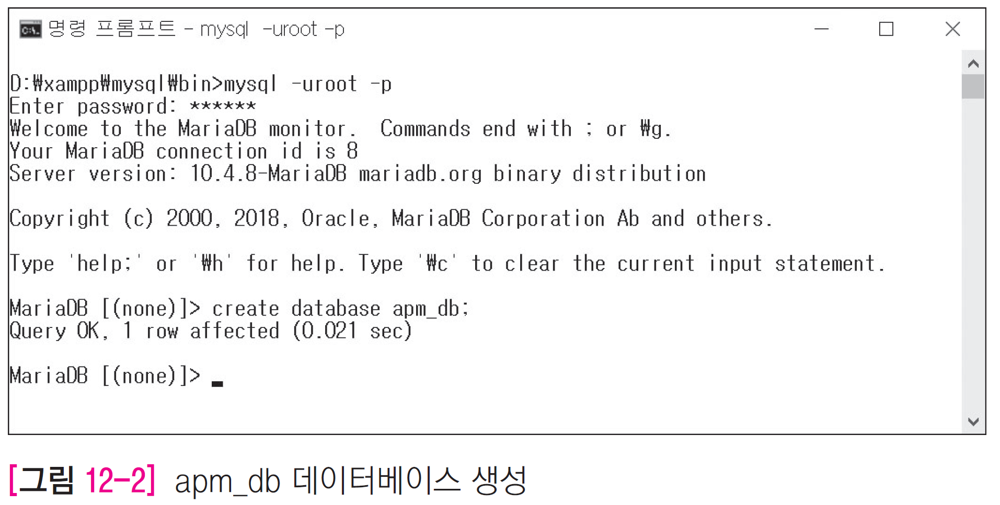 명령 프롬프트 - mysql  -uroot -p
D:₩xampp₩mysql₩bin>mysql -uroot -p
Enter password: ******
Welcome to the MariaDB monitor.  Commands end with ; or ₩g.
Your MariaDB connection id is 8
Server version: 10.4.8-MariaDB mariadb.org binary distribution
Copyright (c) 2000, 2018, Oracle, MariaDB Corporation Ab and others.
Type 'help;' or '₩h' for help. Type '₩c' to clear the current input statement.
MariaDB [(none)]> create database apm_db;
Query OK, 1 row affected (0.021 sec)
MariaDB [(none)]> _
[그림 12-2] apm_db 데이터베이스 생성